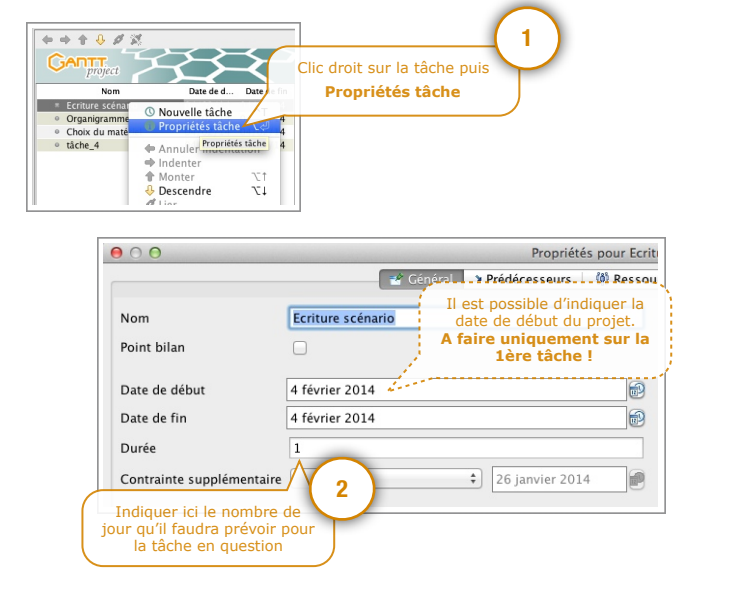 1
GANTT
project
Clic droit sur la tâche puis
Propriétés tâche
Nom Date de d... Date de fin
Ecriture scénar
Organigramme 4
Choix du maté 4
tâche_4 4
Nouvelle tâche
Propriétés tâche
Propriétés tâche
Annuler indentation
Indenter
Monter ⌥↑
Descendre ⌥↓
Lier
Propriétés pour Ecrit
Général Prédécesseurs Ressou
Il est possible d'indiquer la
date de début du projet.
A faire uniquement sur la
1ère tâche !
Nom Ecriture scénario
Point bilan
Date de début 4 février 2014
Date de fin 4 février 2014
Durée 1
Contrainte supplémentaire 26 janvier 2014
2
Indiquer ici le nombre de
jour qu'il faudra prévoir pour
la tâche en question